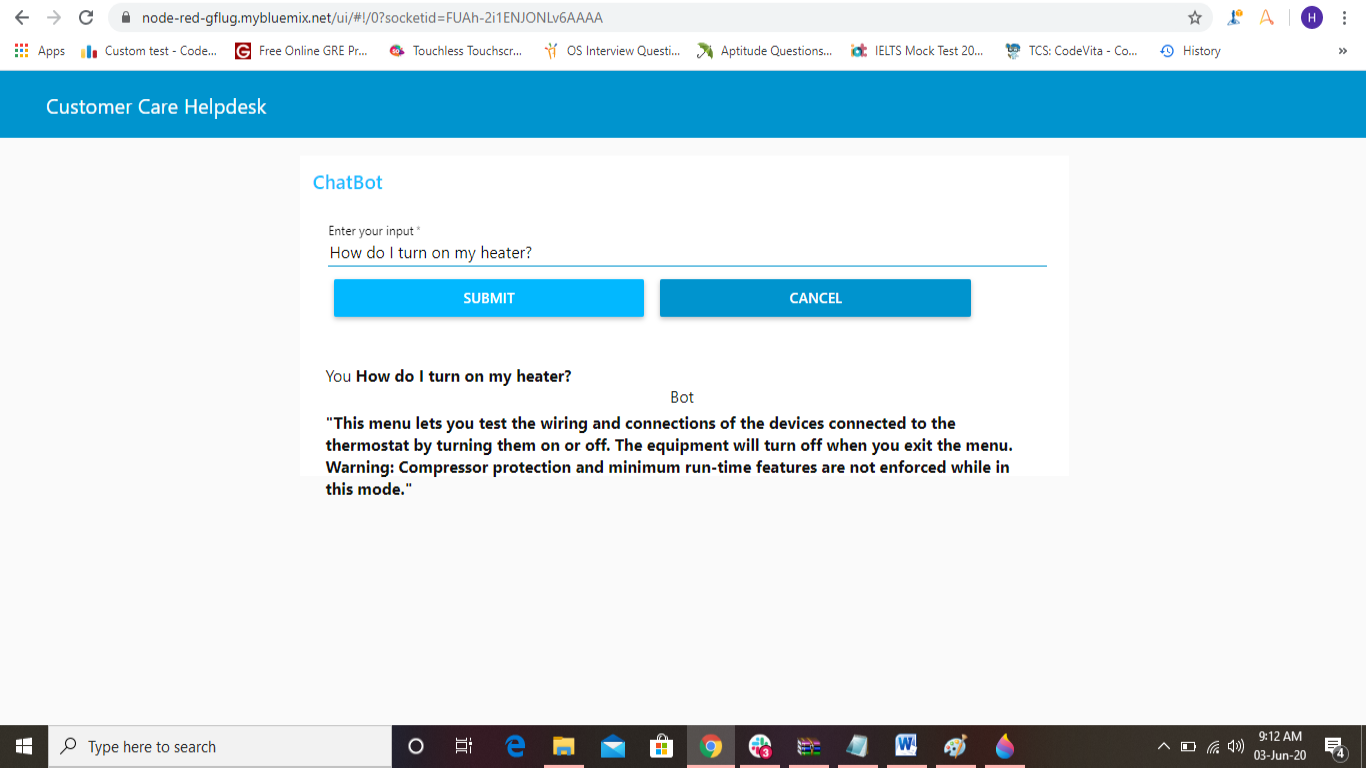 node-red-gflug.mybluemix.net/ui/#!/0?socketid=FUAh-2i1ENJONLv6AAAA
H
Apps Custom test - Code... G Free Online GRE Pr... Touchless Touchscr... OS Interview Questi... Aptitude Questions... IELTS Mock Test 20... TCS: CodeVita - Co... History »
Customer Care Helpdesk
ChatBot
Enter your input *
How do I turn on my heater?
SUBMIT CANCEL
You How do I turn on my heater?
Bot
"This menu lets you test the wiring and connections of the devices connected to the
thermostat by turning them on or off. The equipment will turn off when you exit the menu.
Warning: Compressor protection and minimum run-time features are not enforced while in
this mode."
Type here to search
3
9:12 AM
03-Jun-20
4